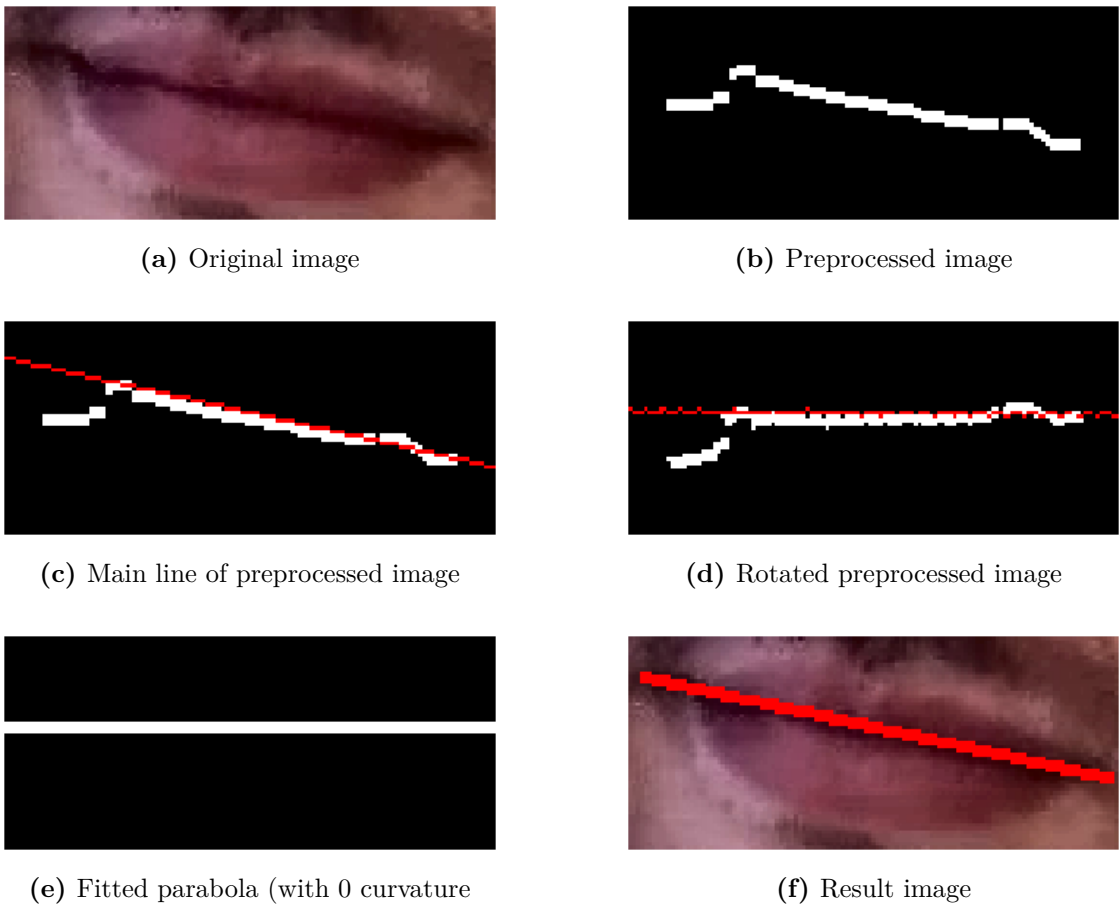 (a) Original image
(b) Preprocessed image
(c) Main line of preprocessed image
(d) Rotated preprocessed image
(e) Fitted parabola (with 0 curvature
(f) Result image